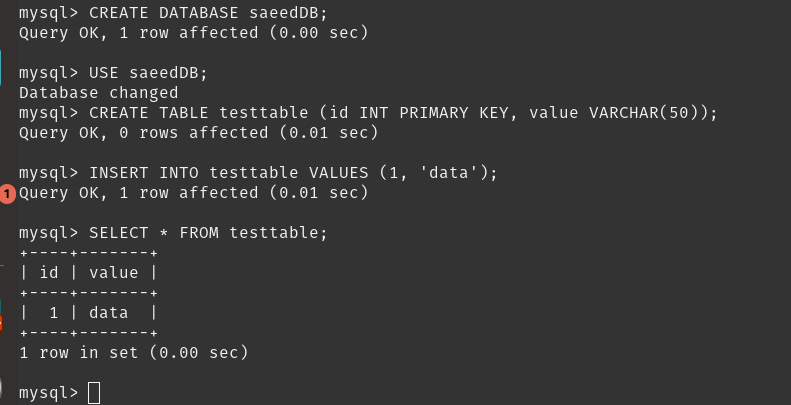 mysql> CREATE DATABASE saeedDB;
Query OK, 1 row affected (0.00 sec)
mysql> USE saeedDB;
Database changed
mysql> CREATE TABLE testtable (id INT PRIMARY KEY, value VARCHAR(50));
Query OK, 0 rows affected (0.01 sec)
mysql> INSERT INTO testtable VALUES (1, 'data');
1
Query OK, 1 row affected (0.01 sec)
mysql> SELECT * FROM testtable;
+----+-------+
| id | value |
+----+-------+
|  1 | data  |
+----+-------+
1 row in set (0.00 sec)
mysql>